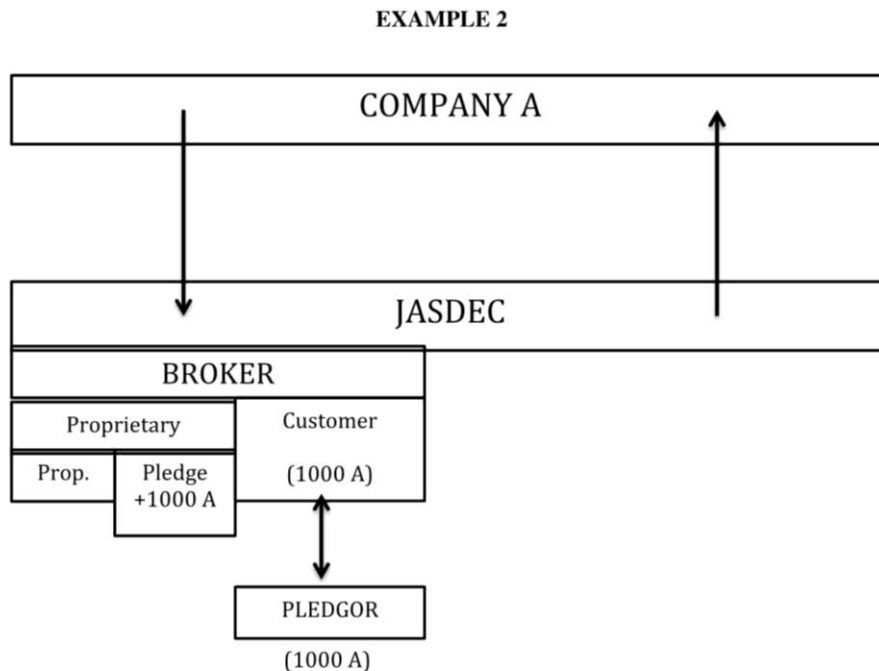 EXAMPLE 2
COMPANY A
JASDEC
BROKER
Proprietary
Customer
Prop.
Pledge
+1000 A
(1000 A)
PLEDGOR
(1000 A)